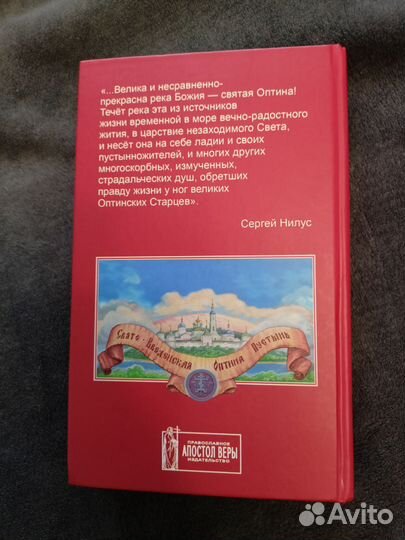 «...Велика и несравненно-
прекрасна река Божия — святая Оптина!
Течёт река эта из источников
жизни временной в море вечно-радостного
жития, в царствие незаходимого Света,
и несёт она на себе ладии и своих
пустынножителей, и многих других
многоскорбных, измученных,
страдальческих душ, обретших
правду жизни у ног великих
Оптинских Старцев».
Сергей Нилус
Свято-Введенская Оптина Пустынь
ПРАВОСЛАВНОЕ
АПОСТОЛ ВЕРЫ
ИЗДАТЕЛЬСТВО
Avito